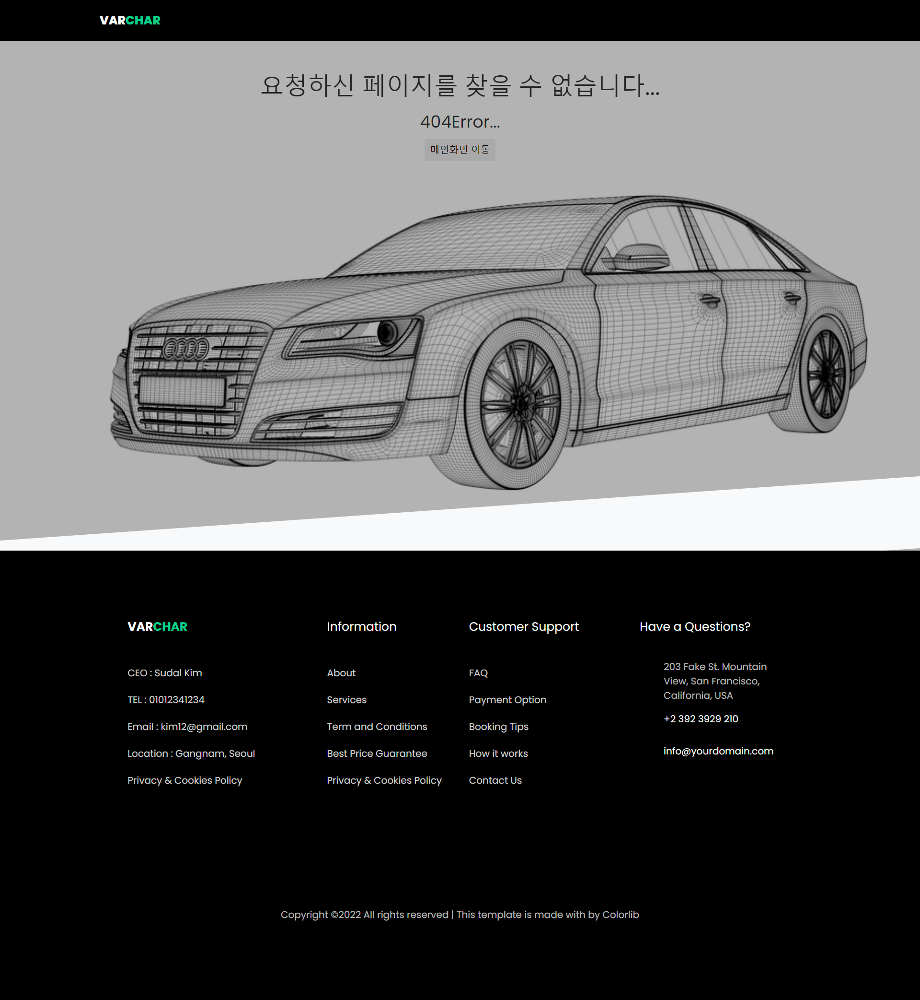 VARCHAR
요청하신 페이지를 찾을 수 없습니다...
404Error...
메인화면 이동
VARCHAR
CEO : Sudal Kim
TEL : 01012341234
Email : kim12@gmail.com
Location : Gangnam, Seoul
Privacy & Cookies Policy
Information
About
Services
Term and Conditions
Best Price Guarantee
Privacy & Cookies Policy
Customer Support
FAQ
Payment Option
Booking Tips
How it works
Contact Us
Have a Questions?
203 Fake St. Mountain
View, San Francisco,
California, USA
+2 392 3929 210
info@yourdomain.com
Copyright ©2022 All rights reserved | This template is made with by Colorlib